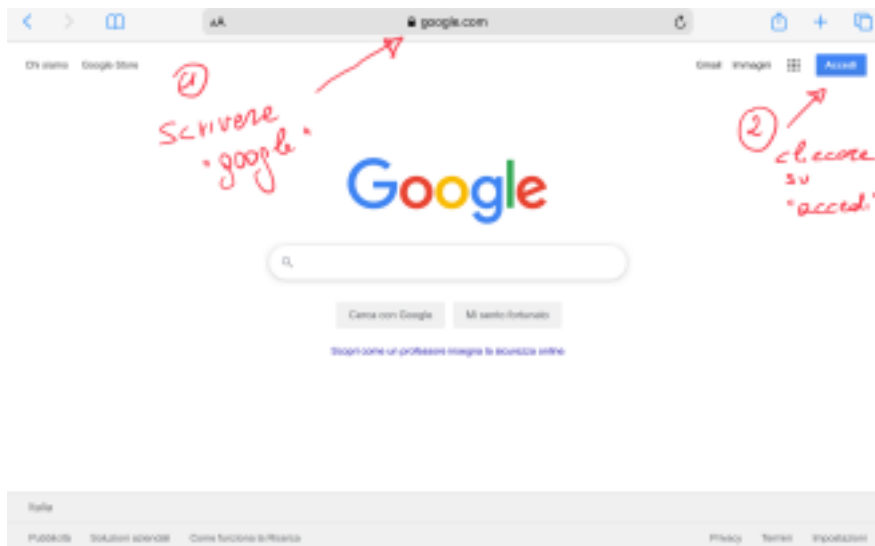 AA google.com
Chi siamo Google Store Gmail Immagini Accedi
1
scrivere
"google"
2
cliccare
su
"accedi"
Google
Cerca con Google Mi sento fortunato
Scopri come un professore insegna la sicurezza online
Italia
Pubblicità Soluzioni aziendali Come funziona la Ricerca Privacy Termini Impostazioni